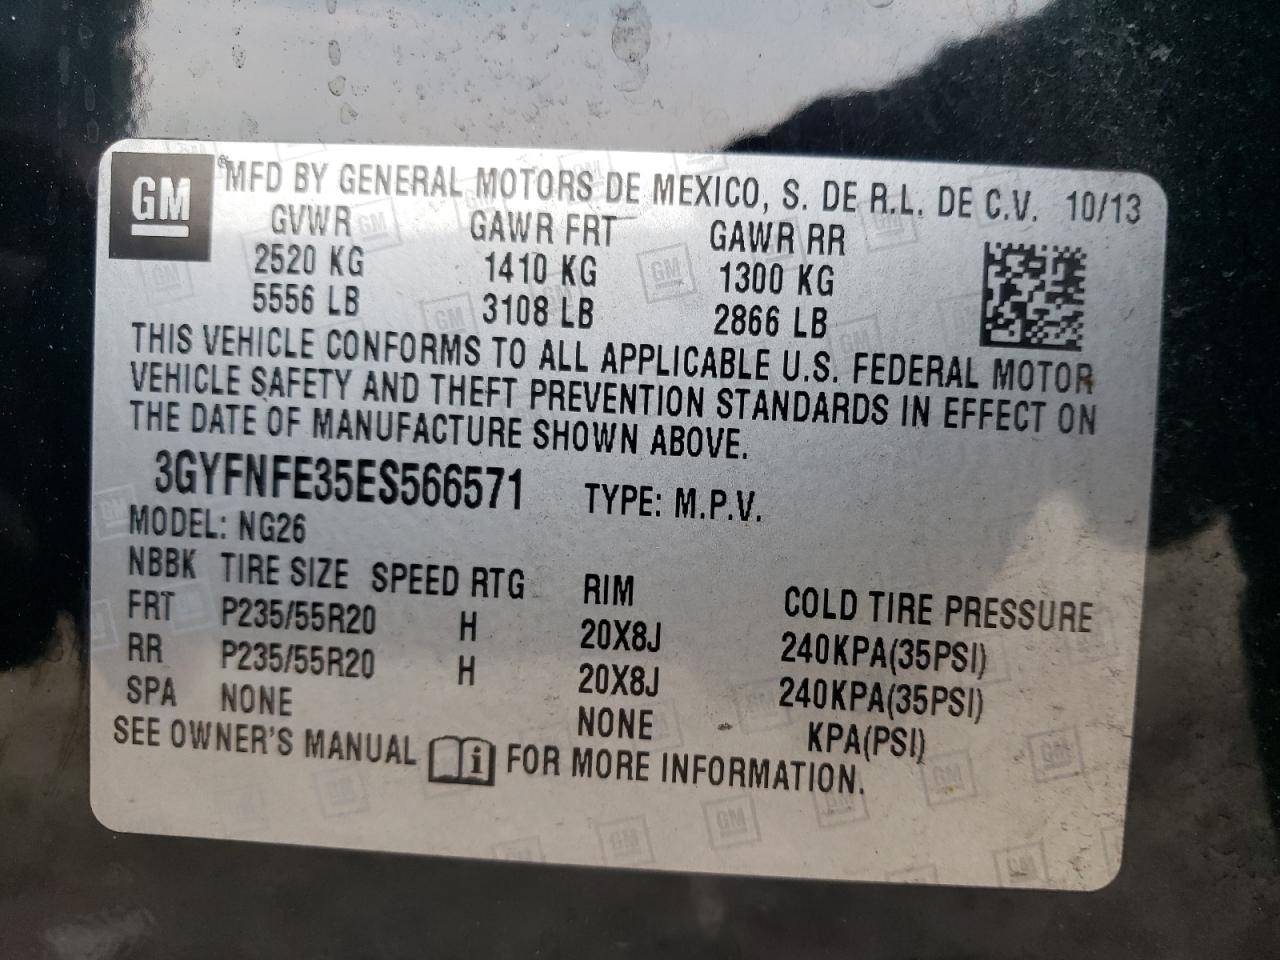 GM ®MFD BY GENERAL MOTORS DE MEXICO, S. DE R.L. DE C.V. 10/13
GVWR GAWR FRT GAWR RR
2520 KG 1410 KG 1300 KG
5556 LB 3108 LB 2866 LB
THIS VEHICLE CONFORMS TO ALL APPLICABLE U.S. FEDERAL MOTOR
VEHICLE SAFETY AND THEFT PREVENTION STANDARDS IN EFFECT ON
THE DATE OF MANUFACTURE SHOWN ABOVE.
3GYFNFE35ES566571 TYPE: M.P.V.
MODEL: NG26
NBBK TIRE SIZE SPEED RTG RIM COLD TIRE PRESSURE
FRT P235/55R20 H 20X8J 240KPA(35PSI)
RR P235/55R20 H 20X8J 240KPA(35PSI)
SPA NONE NONE KPA(PSI)
SEE OWNER'S MANUAL i FOR MORE INFORMATION.